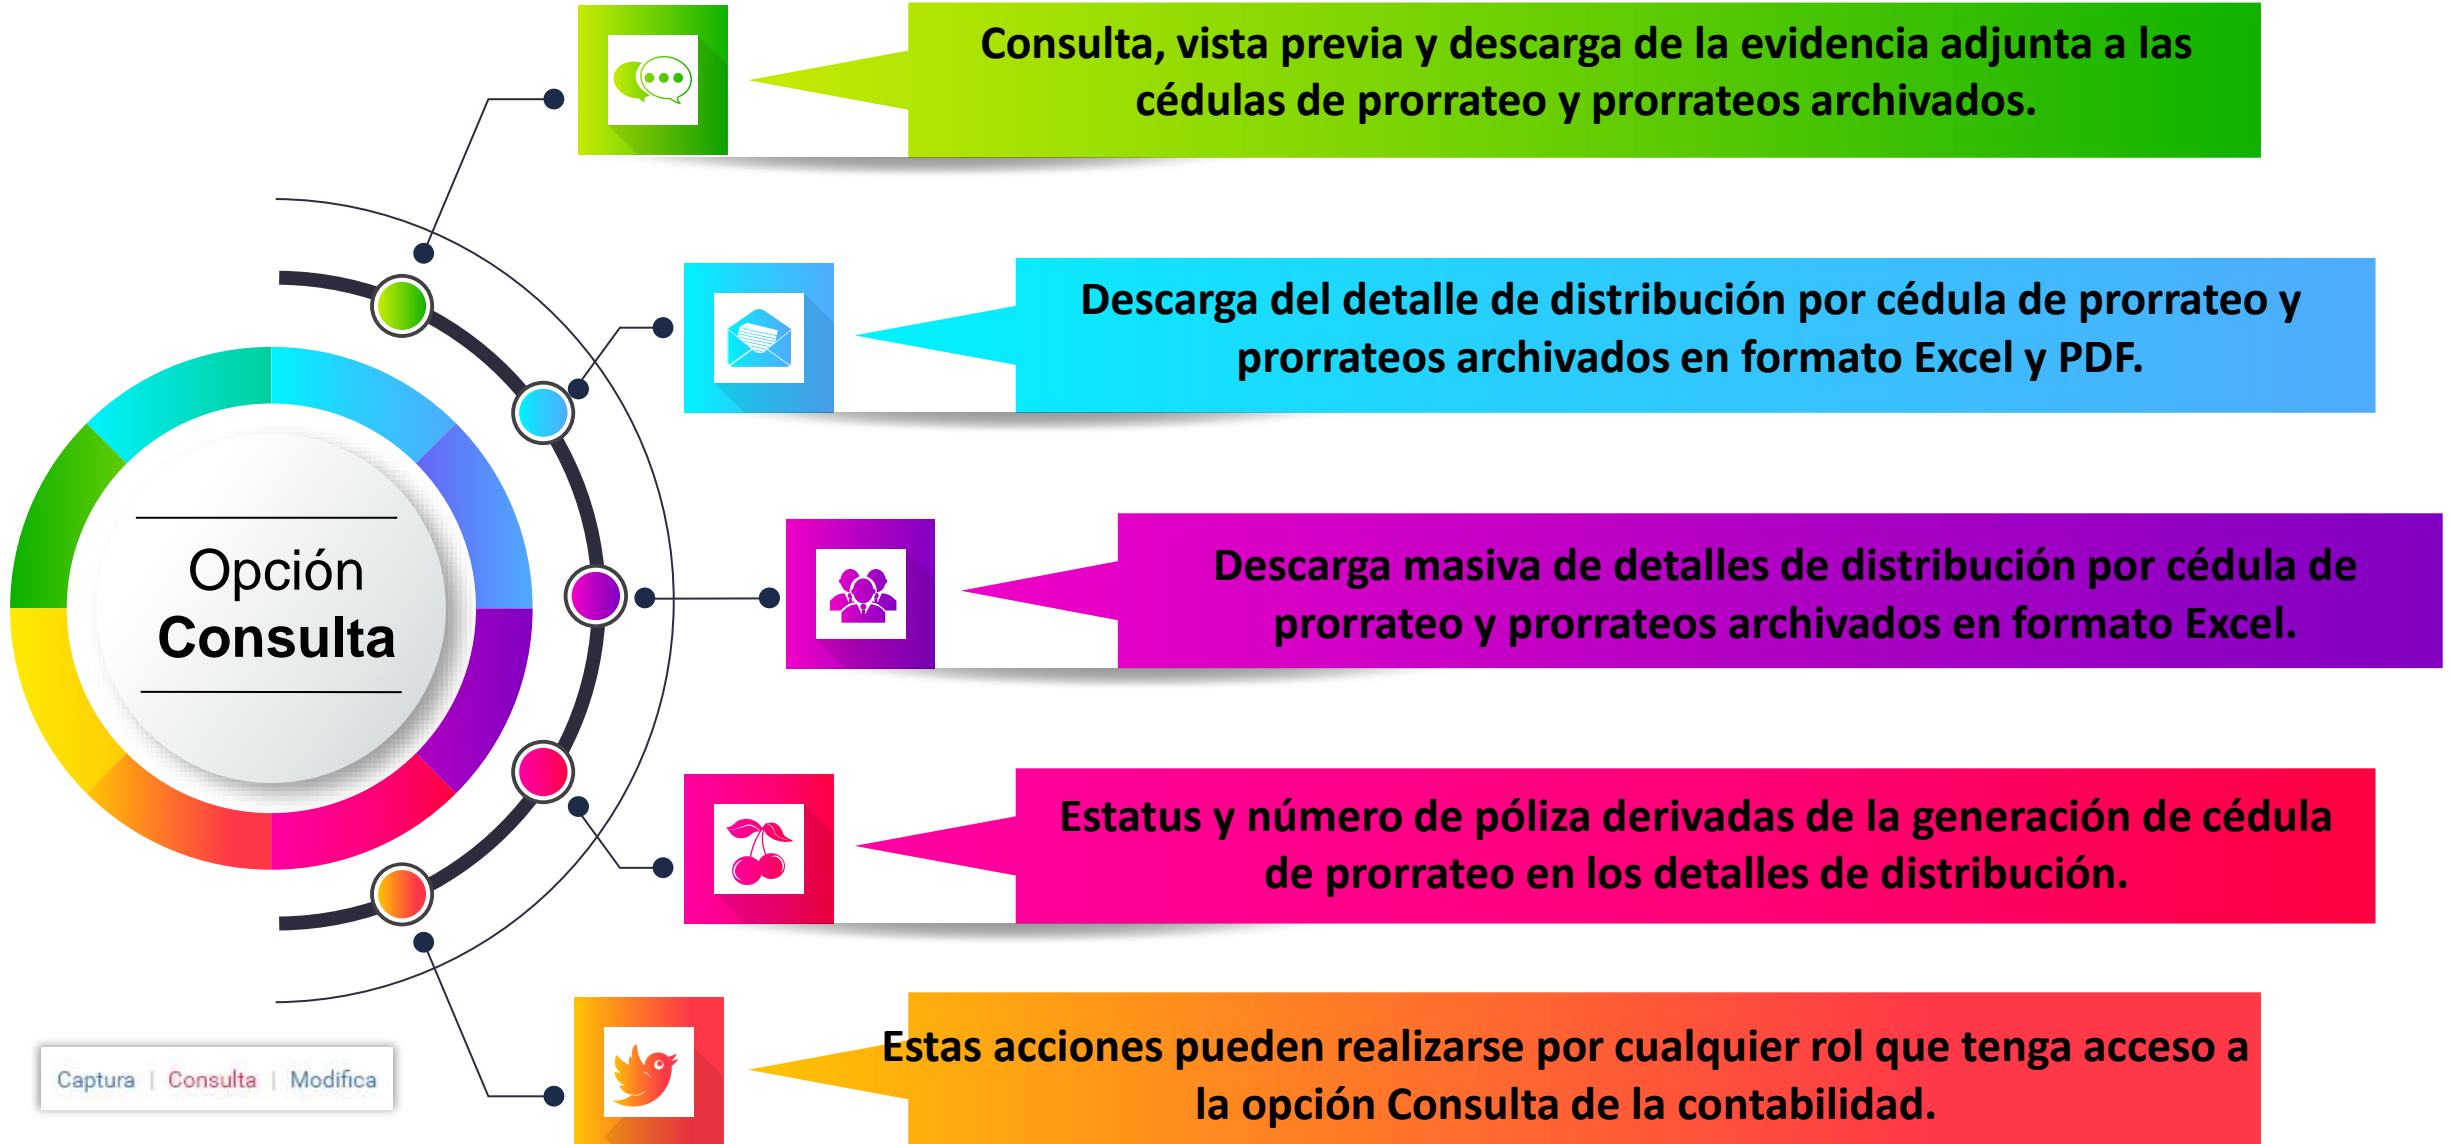 Consulta, vista previa y descarga de la evidencia adjunta a las
cédulas de prorrateo y prorrateos archivados.
Descarga del detalle de distribución por cédula de prorrateo y
prorrateos archivados en formato Excel y PDF.
Opción
Consulta
Descarga masiva de detalles de distribución por cédula de
prorrateo y prorrateos archivados en formato Excel.
Estatus y número de póliza derivadas de la generación de cédula
de prorrateo en los detalles de distribución.
Estas acciones pueden realizarse por cualquier rol que tenga acceso a
la opción Consulta de la contabilidad.
Captura | Consulta | Modifica